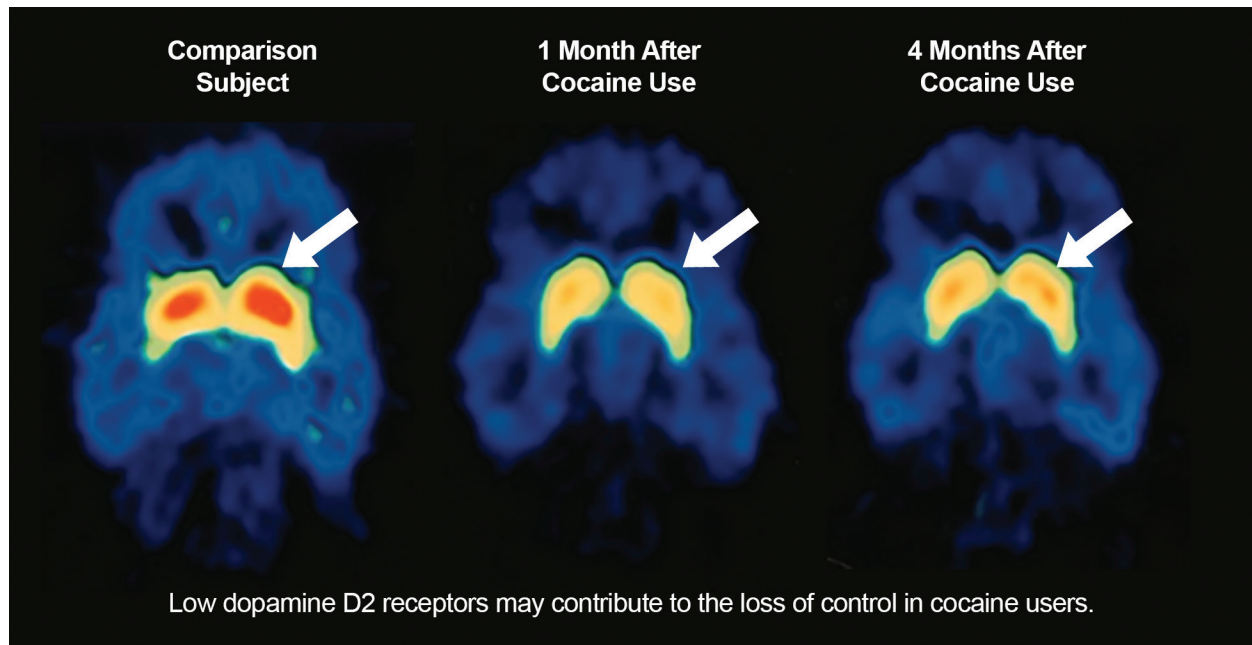 Comparison
Subject
1 Month After
Cocaine Use
4 Months After
Cocaine Use
Low dopamine D2 receptors may contribute to the loss of control in cocaine users.